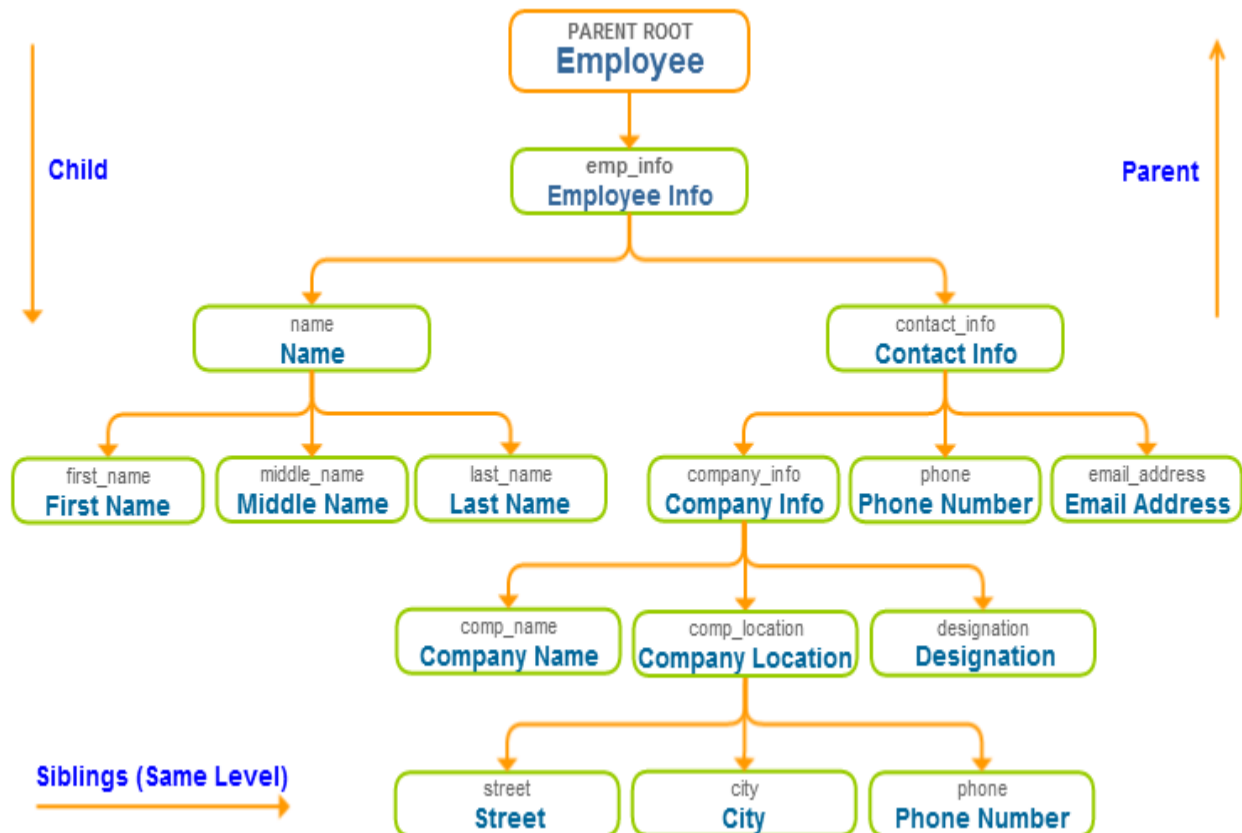 PARENT ROOT
Employee
Child
Parent
emp_info
Employee Info
name
Name
contact_info
Contact Info
first_name
First Name
middle_name
Middle Name
last_name
Last Name
company_info
Company Info
phone
Phone Number
email_address
Email Address
comp_name
Company Name
comp_location
Company Location
designation
Designation
Siblings (Same Level)
street
Street
city
City
phone
Phone Number